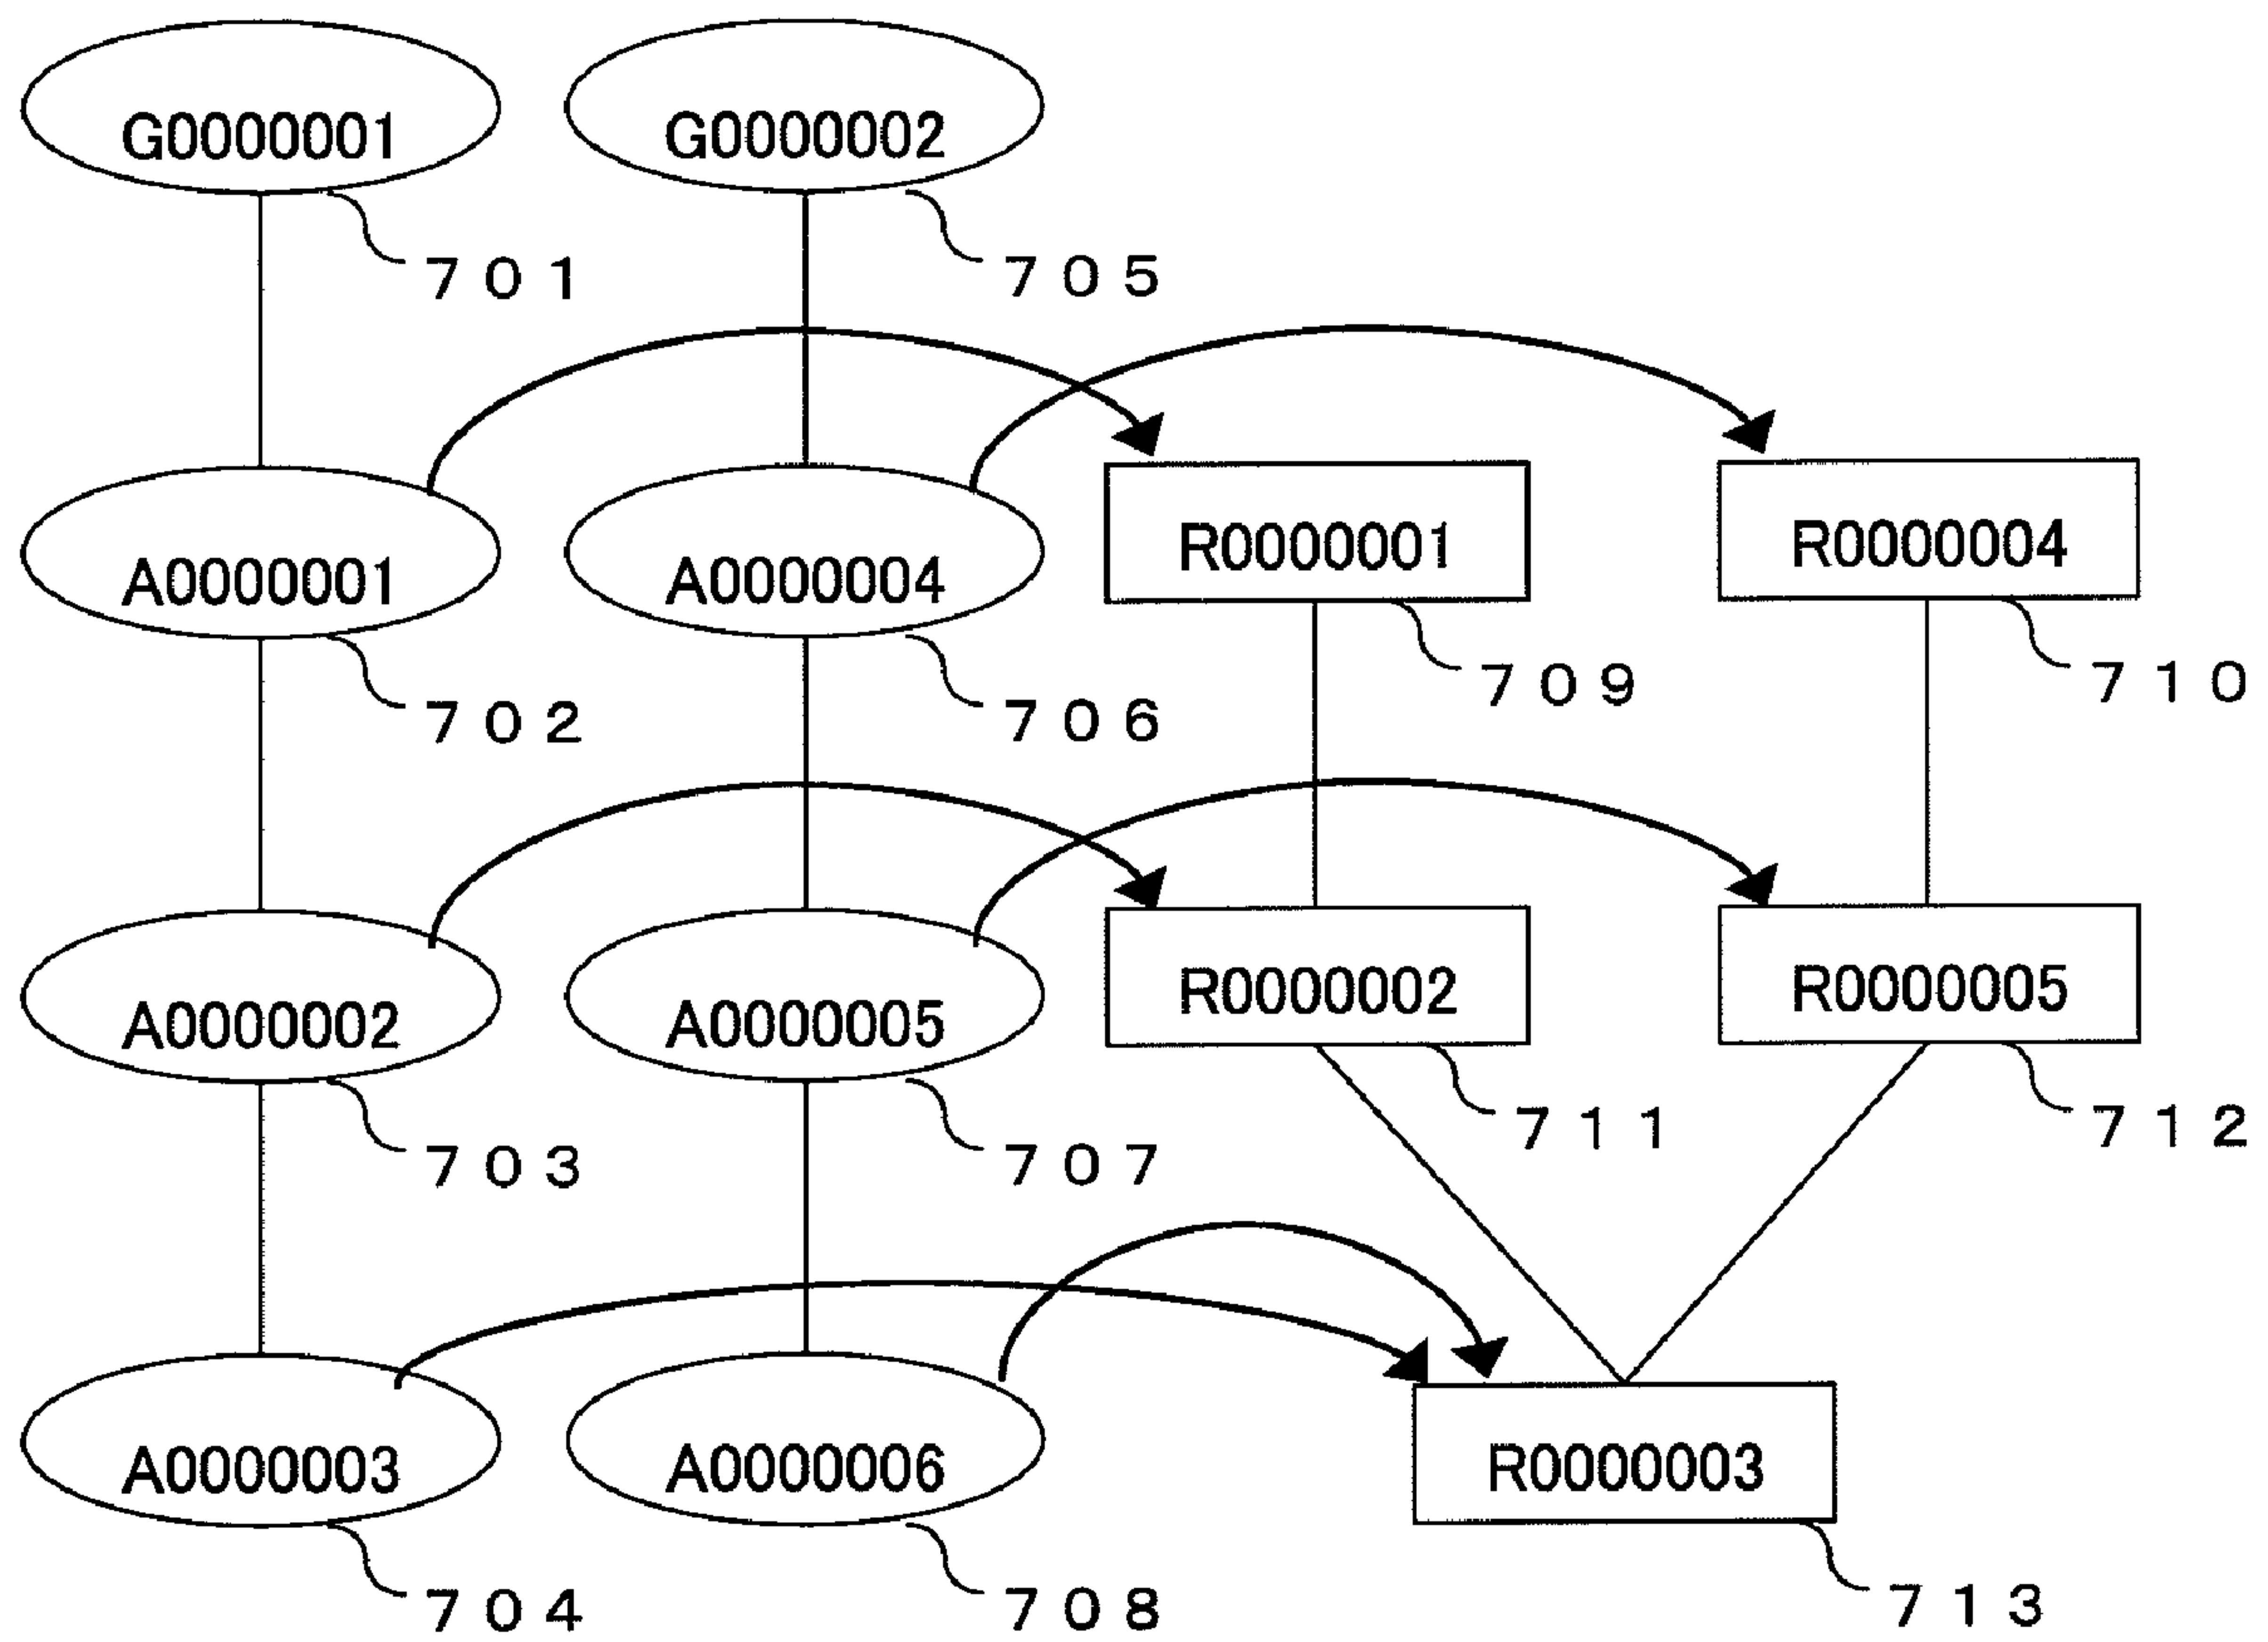 G0000001 G0000002
７０１ ７０５
A0000001 A0000004 R0000001 R0000004
７０２ ７０６ ７０９ ７１０
A0000002 A0000005 R0000002 R0000005
７０３ ７０７ ７１１ ７１２
A0000003 A0000006 R0000003
７０４ ７０８ ７１３